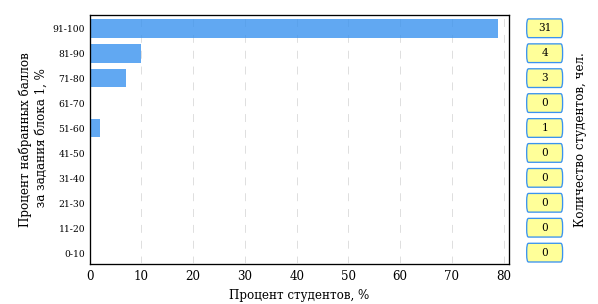 Процент набранных баллов
за задания блока 1, %
91-100 31
81-90 4
71-80 3
61-70 0
51-60 1
41-50 0
31-40 0
21-30 0
11-20 0
0-10 0
0 10 20 30 40 50 60 70 80
Процент студентов, %
Количество студентов, чел.